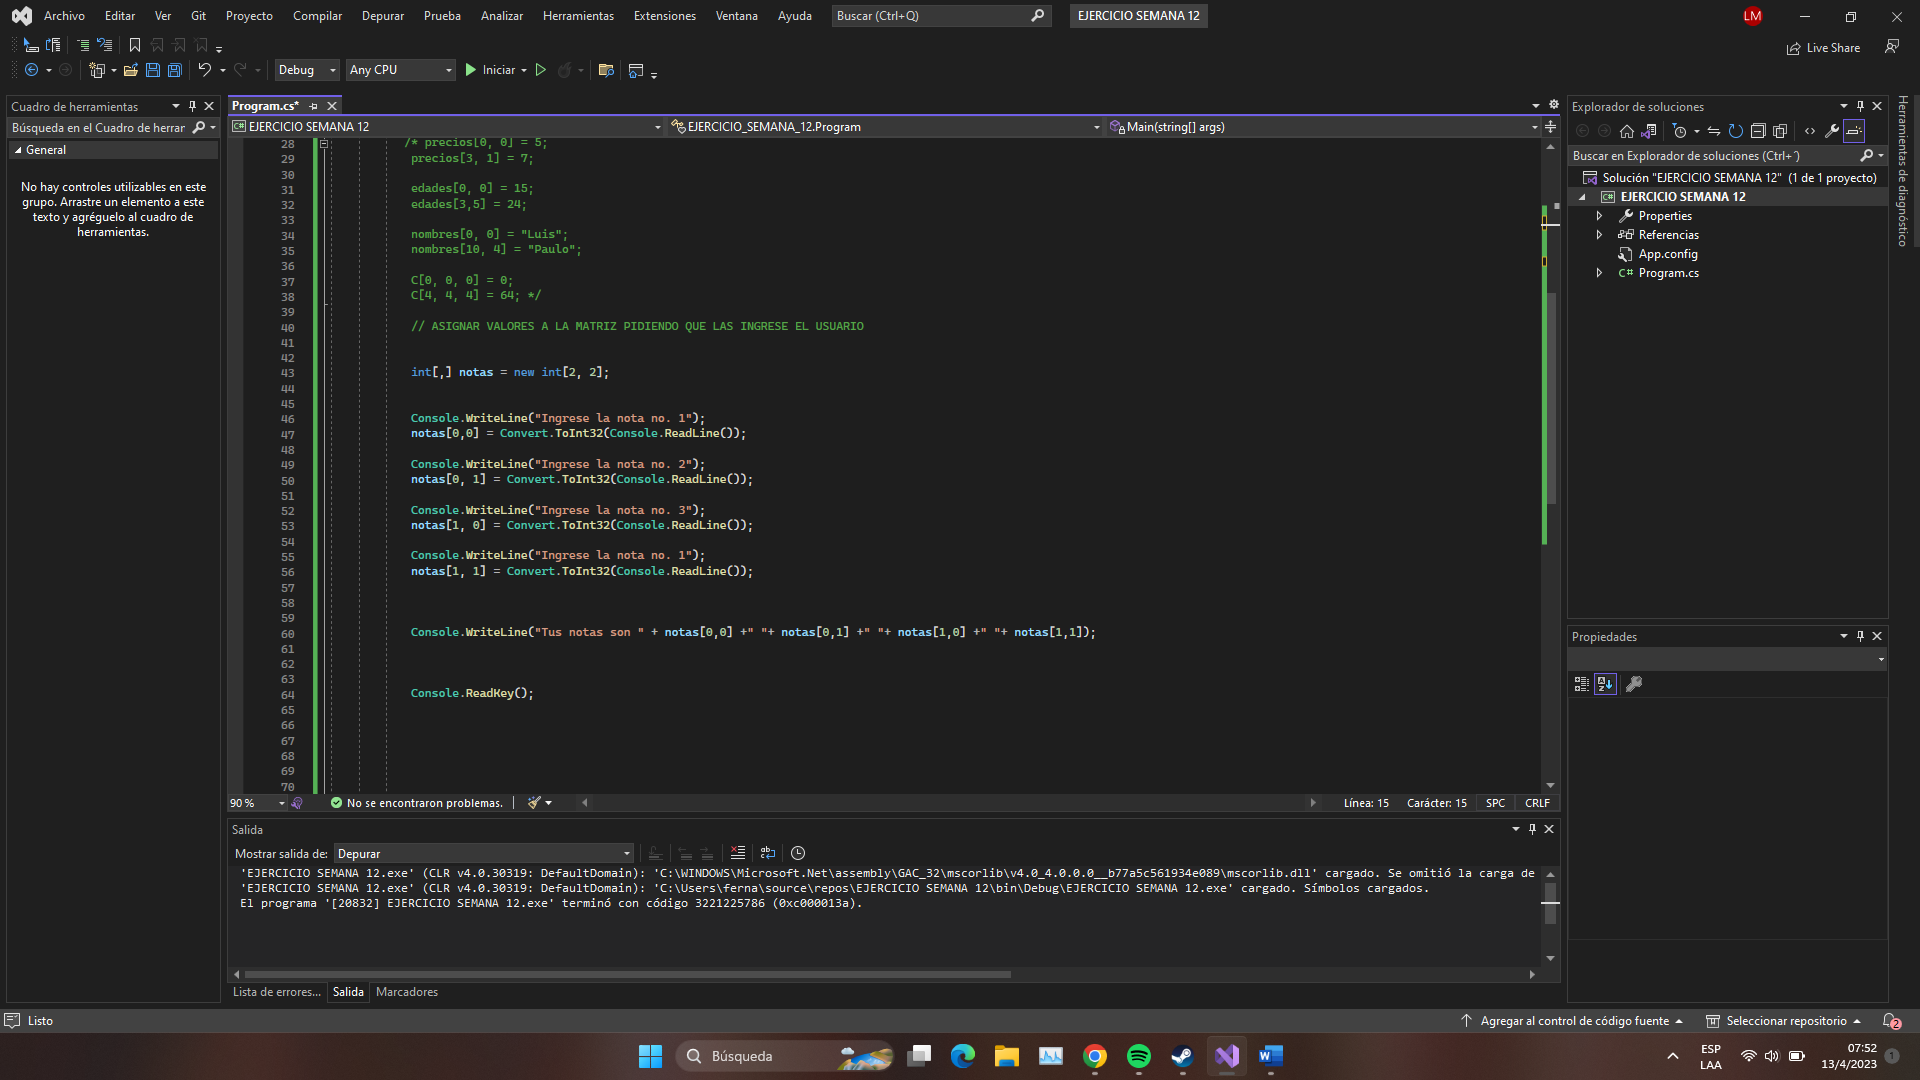 Archivo Editar Ver Git Proyecto Compilar Depurar Prueba Analizar Herramientas Extensiones Ventana Ayuda Buscar (Ctrl+Q) EJERCICIO SEMANA 12 LM
Live Share
Debug Any CPU Iniciar
Cuadro de herramientas
Búsqueda en el Cuadro de herrar
General
No hay controles utilizables en este
grupo. Arrastre un elemento a este
texto y agréguelo al cuadro de
herramientas.
Program.cs*
EJERCICIO SEMANA 12 EJERCICIO_SEMANA_12.Program Main(string[] args)
28 /* precios[0, 0] = 5;
29 precios[3, 1] = 7;
30
31 edades[0, 0] = 15;
32 edades[3,5] = 24;
33
34 nombres[0, 0] = "Luis";
35 nombres[10, 4] = "Paulo";
36
37 C[0, 0, 0] = 0;
38 C[4, 4, 4] = 64; */
39
40 // ASIGNAR VALORES A LA MATRIZ PIDIENDO QUE LAS INGRESE EL USUARIO
41
42
43 int[,] notas = new int[2, 2];
44
45
46 Console.WriteLine("Ingrese la nota no. 1");
47 notas[0,0] = Convert.ToInt32(Console.ReadLine());
48
49 Console.WriteLine("Ingrese la nota no. 2");
50 notas[0, 1] = Convert.ToInt32(Console.ReadLine());
51
52 Console.WriteLine("Ingrese la nota no. 3");
53 notas[1, 0] = Convert.ToInt32(Console.ReadLine());
54
55 Console.WriteLine("Ingrese la nota no. 1");
56 notas[1, 1] = Convert.ToInt32(Console.ReadLine());
57
58
59
60 Console.WriteLine("Tus notas son " + notas[0,0] +" "+ notas[0,1] +" "+ notas[1,0] +" "+ notas[1,1]);
61
62
63
64 Console.ReadKey();
65
66
67
68
69
70
90 % No se encontraron problemas. Línea: 15 Carácter: 15 SPC CRLF
Salida
Mostrar salida de: Depurar
'EJERCICIO SEMANA 12.exe' (CLR v4.0.30319: DefaultDomain): 'C:\WINDOWS\Microsoft.Net\assembly\GAC_32\mscorlib\v4.0_4.0.0.0__b77a5c561934e089\mscorlib.dll' cargado. Se omitió la carga de
'EJERCICIO SEMANA 12.exe' (CLR v4.0.30319: DefaultDomain): 'C:\Users\ferna\source\repos\EJERCICIO SEMANA 12\bin\Debug\EJERCICIO SEMANA 12.exe' cargado. Símbolos cargados.
El programa '[20832] EJERCICIO SEMANA 12.exe' terminó con código 3221225786 (0xc000013a).
Lista de errores... Salida Marcadores
Explorador de soluciones
Buscar en Explorador de soluciones (Ctrl+´)
Solución "EJERCICIO SEMANA 12" (1 de 1 proyecto)
C# EJERCICIO SEMANA 12
Properties
Referencias
App.config
C# Program.cs
Propiedades
Herramientas de diagnóstico
Listo
Agregar al control de código fuente Seleccionar repositorio 2
Búsqueda
ESP
LAA
07:52
13/4/2023
1